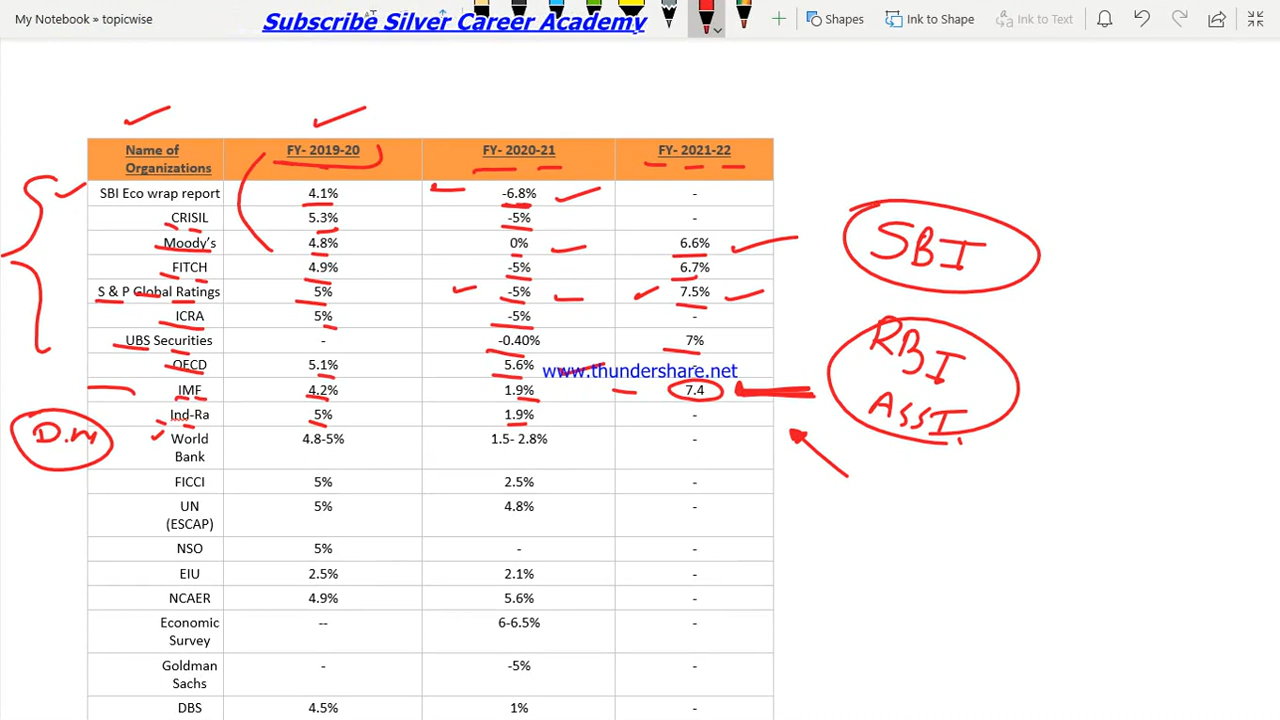 My Notebook » topicwise
Subscribe Silver Career Academy
Shapes
Ink to Shape
Ink to Text
Name of Organizations FY- 2019-20 FY- 2020-21 FY- 2021-22
SBI Eco wrap report 4.1% -6.8% -
CRISIL 5.3% -5% -
Moody's 4.8% 0% 6.6%
FITCH 4.9% -5% 6.7%
S & P Global Ratings 5% -5% 7.5%
ICRA 5% -5% -
UBS Securities - -0.40% 7%
OECD 5.1% 5.6% -
www.thundershare.net
IMF 4.2% 1.9% 7.4
Ind-Ra 5% 1.9% -
World Bank 4.8-5% 1.5- 2.8% -
FICCI 5% 2.5% -
UN (ESCAP) 5% 4.8% -
NSO 5% - -
EIU 2.5% 2.1% -
NCAER 4.9% 5.6% -
Economic Survey -- 6-6.5% -
Goldman Sachs - -5% -
DBS 4.5% 1% -
SBI
RBI
ASSI.
D.M